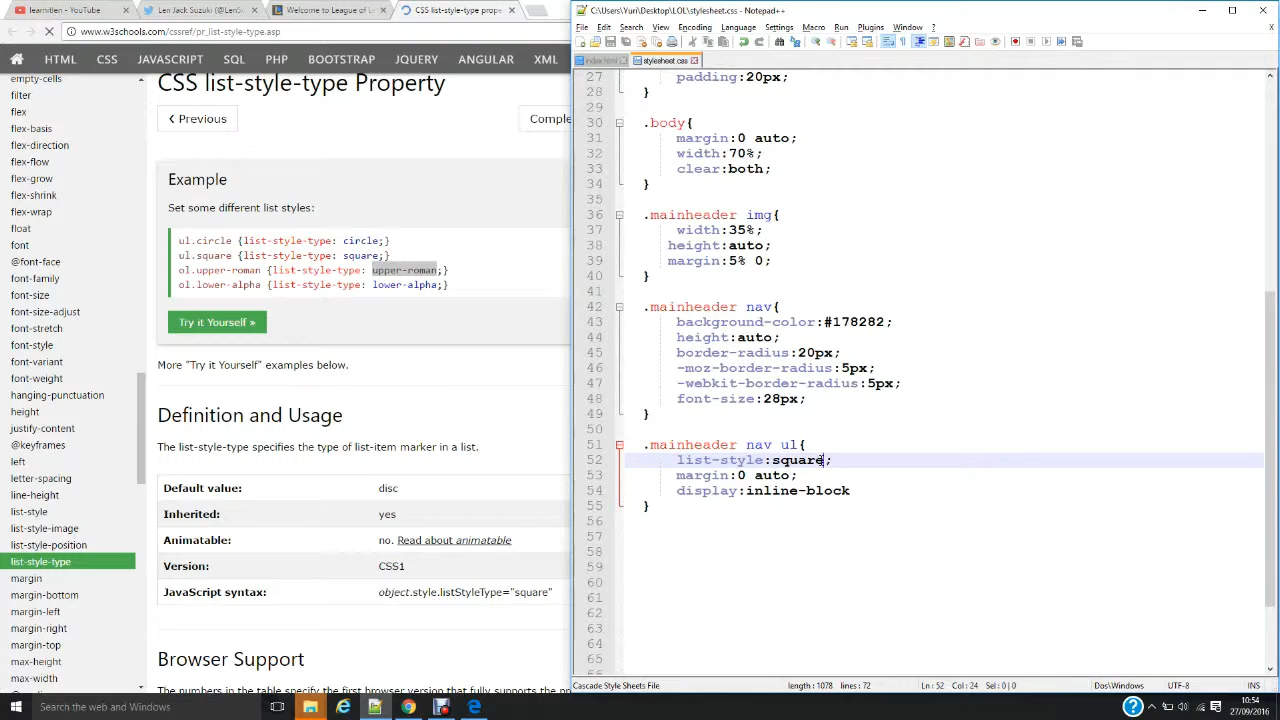 learniten - YouTube
Len Jack Suzuki (@LenS
Welcome to League of L
CSS list-style-type prope
www.w3schools.com/cssref/pr_list-style-type.asp
HTML CSS JAVASCRIPT SQL PHP BOOTSTRAP JQUERY ANGULAR XML
empty-cells
filter
flex
flex-basis
flex-direction
flex-flow
flex-grow
flex-shrink
flex-wrap
float
font
@font-face
font-family
font-size
font-size-adjust
font-stretch
font-style
font-variant
font-weight
hanging-punctuation
height
justify-content
@keyframes
left
letter-spacing
line-height
list-style
list-style-image
list-style-position
list-style-type
margin
margin-bottom
margin-left
margin-right
margin-top
max-height
max-width
CSS list-style-type Property
❮ Previous
Comple
Example
Set some different list styles:
ul.circle {list-style-type: circle;}
ul.square {list-style-type: square;}
ol.upper-roman {list-style-type: upper-roman;}
ol.lower-alpha {list-style-type: lower-alpha;}
Try it Yourself »
More "Try it Yourself" examples below.
Definition and Usage
The list-style-type specifies the type of list-item marker in a list.
Default value: disc
Inherited: yes
Animatable: no. Read about animatable
Version: CSS1
JavaScript syntax: object.style.listStyleType="square"
Browser Support
The numbers in the table specify the first browser version that fully supports the
C:\Users\Yuri\Desktop\LOL\stylesheet.css - Notepad++
File Edit Search View Encoding Language Settings Macro Run Plugins Window ?
X
index.html
stylesheet.css
27 padding:20px;
28 }
29
30 .body{
31 margin:0 auto;
32 width:70%;
33 clear:both;
34 }
35
36 .mainheader img{
37 width:35%;
38 height:auto;
39 margin:5% 0;
40 }
41
42 .mainheader nav{
43 background-color:#178282;
44 height:auto;
45 border-radius:20px;
46 -moz-border-radius:5px;
47 -webkit-border-radius:5px;
48 font-size:28px;
49 }
50
51 .mainheader nav ul{
52 list-style:square;
53 margin:0 auto;
54 display:inline-block
55 }
56
57
58
59
60
61
62
63
64
65
Cascade Style Sheets File
length : 1078 lines : 72
Ln : 52 Col : 24 Sel : 0 | 0
Dos\Windows
UTF-8
INS
Search the web and Windows
10:54
27/09/2016